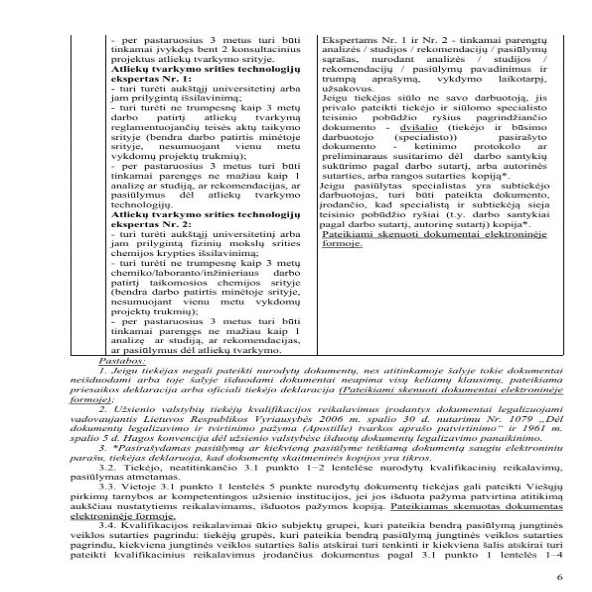 - per pastaruosius 3 metus turi būti
tinkamai įvykdęs bent 2 konsultacinius
projektus atliekų tvarkymo srityje.
Atliekų tvarkymo srities technologijų
ekspertas Nr. 1:
- turi turėti aukštąjį universitetinį arba
jam prilygintą išsilavinimą;
- turi turėti ne trumpesnę kaip 3 metų
darbo patirtį atliekų tvarkymą
reglamentuojančių teisės aktų taikymo
srityje (bendra darbo patirtis minėtoje
srityje, nesumuojant vienu metu
vykdomų projektų trukmių);
- per pastaruosius 3 metus turi būti
tinkamai parengęs ne mažiau kaip 1
analizę ar studiją, ar rekomendacijas, ar
pasiūlymus dėl atliekų tvarkymo
technologijų.
Atliekų tvarkymo srities technologijų
ekspertas Nr. 2:
- turi turėti aukštąjį universitetinį arba
jam prilygintą fizinių mokslų srities
chemijos krypties išsilavinimą;
- turi turėti ne trumpesnę kaip 3 metų
chemiko/laboranto/inžinieriaus darbo
patirtį taikomosios chemijos srityje
(bendra darbo patirtis minėtoje srityje,
nesumuojant vienu metu vykdomų
projektų trukmių);
- per pastaruosius 3 metus turi būti
tinkamai parengęs ne mažiau kaip 1
analizę ar studiją, ar rekomendacijas,
ar pasiūlymus dėl atliekų tvarkymo.
Ekspertams Nr. 1 ir Nr. 2 - tinkamai parengtų
analizės / studijos / rekomendacijų / pasiūlymų
sąrašas, nurodant analizės / studijos /
rekomendacijų / pasiūlymų pavadinimus ir
trumpą aprašymą, vykdymo laikotarpį,
užsakovus.
Jeigu tiekėjas siūlo ne savo darbuotoją, jis
privalo pateikti tiekėjo ir siūlomo specialisto
teisinio pobūdžio ryšius pagrindžiančio
dokumento - dvišalio (tiekėjo ir būsimo
darbuotojo (specialisto)) pasirašyto
dokumento - ketinimo protokolo ar
preliminaraus susitarimo dėl darbo santykių
sukūrimo pagal darbo sutartį, arba autorinės
sutarties, arba rangos sutarties kopiją*.
Jeigu pasiūlytas specialistas yra subtiekėjo
darbuotojas, turi būti pateikta dokumento,
įrodančio, kad specialistą ir subtiekėją sieja
teisinio pobūdžio ryšiai (t.y. darbo santykiai
pagal darbo sutartį, autorinę sutartį) kopija*.
Pateikiami skenuoti dokumentai elektroninėje
formoje.
Pastabos:
1. Jeigu tiekėjas negali pateikti nurodytų dokumentų, nes atitinkamoje šalyje tokie dokumentai
neišduodami arba toje šalyje išduodami dokumentai neapima visų keliamų klausimų, pateikiama
priesaikos deklaracija arba oficiali tiekėjo deklaracija (Pateikiami skenuoti dokumentai elektroninėje
formoje);
2. Užsienio valstybių tiekėjų kvalifikacijos reikalavimus įrodantys dokumentai legalizuojami
vadovaujantis Lietuvos Respublikos Vyriausybės 2006 m. spalio 30 d. nutarimu Nr. 1079 „Dėl
dokumentų legalizavimo ir tvirtinimo pažyma (Apostille) tvarkos aprašo patvirtinimo“ ir 1961 m.
spalio 5 d. Hagos konvencija dėl užsienio valstybėse išduotų dokumentų legalizavimo panaikinimo.
3. *Pasirašydamas pasiūlymą ar kiekvieną pasiūlyme teikiamą dokumentą saugiu elektroniniu
parašu, tiekėjas deklaruoja, kad dokumentų skaitmeninės kopijos yra tikros.
3.2. Tiekėjo, neatitinkančio 3.1 punkto 1−2 lentelėse nurodytų kvalifikacinių reikalavimų,
pasiūlymas atmetamas.
3.3. Vietoje 3.1 punkto 1 lentelės 5 punkte nurodytų dokumentų tiekėjas gali pateikti Viešųjų
pirkimų tarnybos ar kompetentingos užsienio institucijos, jei jos išduota pažyma patvirtina atitikimą
aukščiau nustatytiems reikalavimams, išduotos pažymos kopiją. Pateikiamas skenuotas dokumentas
elektroninėje formoje.
3.4. Kvalifikacijos reikalavimai ūkio subjektų grupei, kuri pateikia bendrą pasiūlymą jungtinės
veiklos sutarties pagrindu: tiekėjų grupės, kuri pateikia bendrą pasiūlymą jungtinės veiklos sutarties
pagrindu, kiekviena jungtinės veiklos sutarties šalis atskirai turi tenkinti ir kiekviena šalis atskirai turi
pateikti kvalifikacinius reikalavimus įrodančius dokumentus pagal 3.1 punkto 1 lentelės 1–4
6